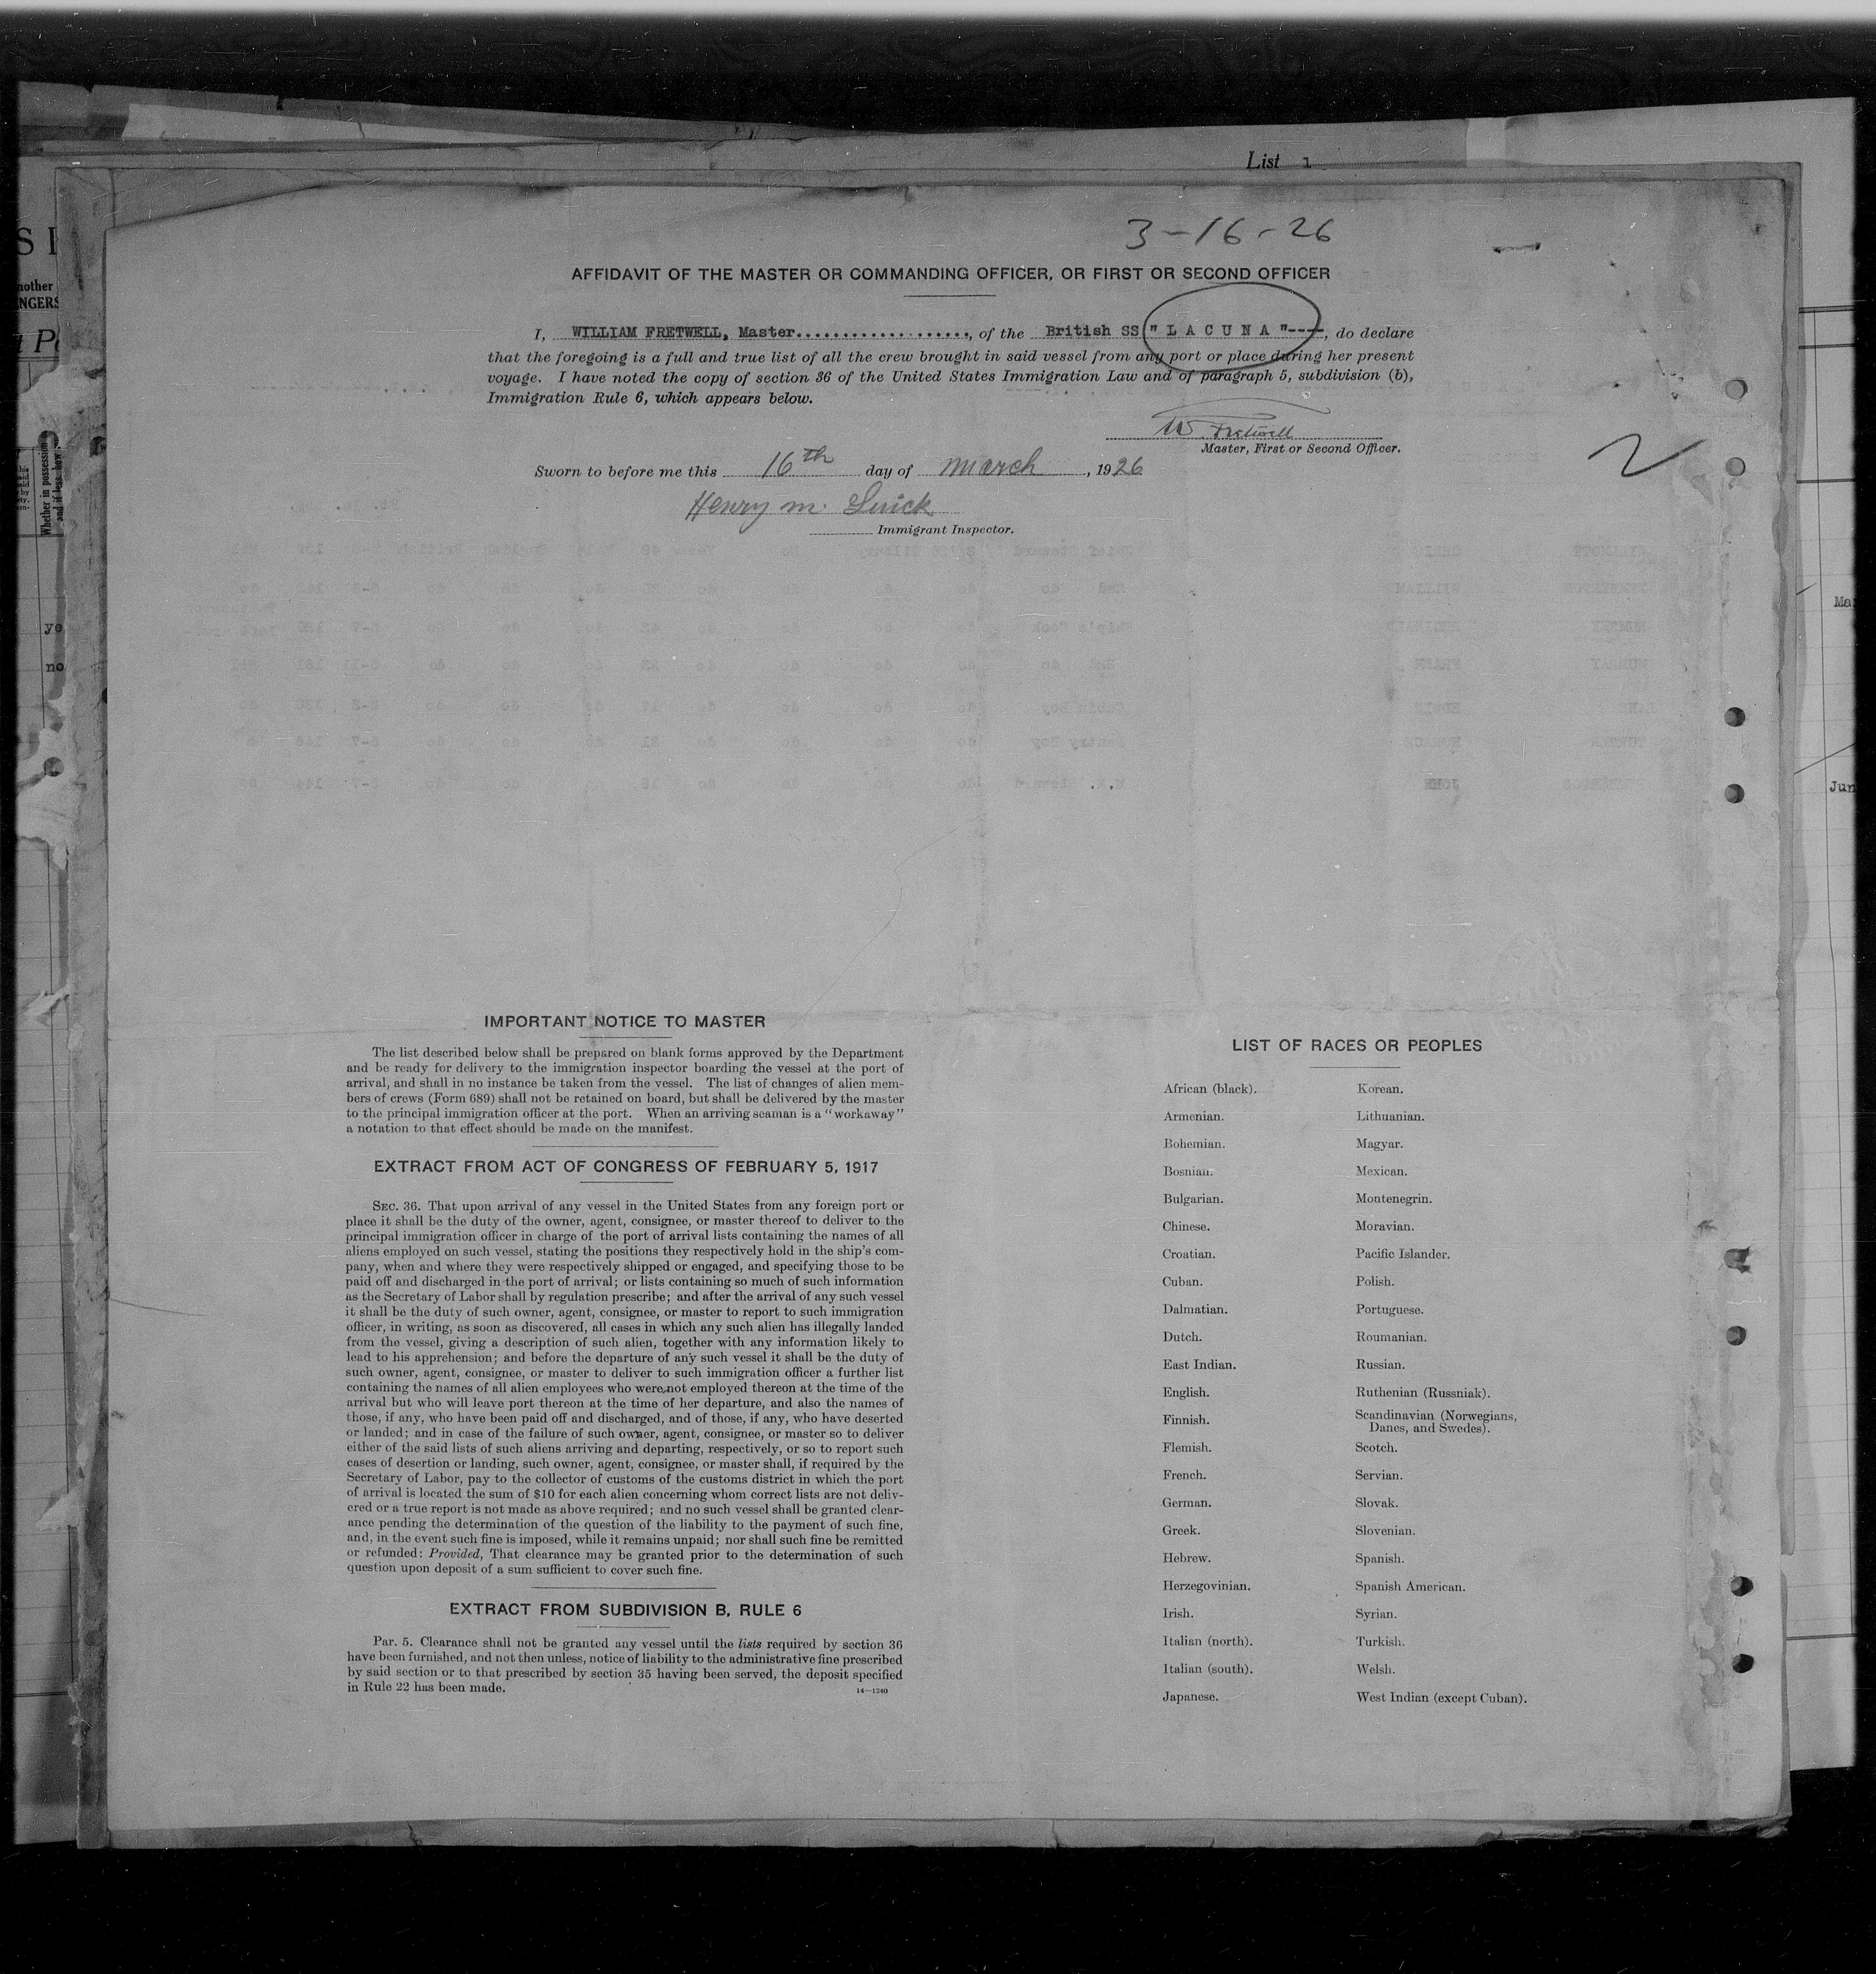 List 1
3-16-26
AFFIDAVIT OF THE MASTER OR COMMANDING OFFICER, OR FIRST OR SECOND OFFICER
I, WILLIAM FRETWELL, Master...................., of the British SS "LACUNA"----, do declare
that the foregoing is a full and true list of all the crew brought in said vessel from any port or place during her present
voyage. I have noted the copy of section 36 of the United States Immigration Law and of paragraph 5, subdivision (b),
Immigration Rule 6, which appears below.
W. Fretwell
Master, First or Second Officer.
2
Sworn to before me this 16th day of March, 1926
Henry M.
Immigrant Inspector.
IMPORTANT NOTICE TO MASTER
The list described below shall be prepared on blank forms approved by the Department
and be ready for delivery to the immigration inspector boarding the vessel at the port of
arrival, and shall in no instance be taken from the vessel. The list of changes of alien mem-
bers of crews (Form 689) shall not be retained on board, but shall be delivered by the master
to the principal immigration officer at the port. When an arriving seaman is a "workaway"
a notation to that effect should be made on the manifest.
EXTRACT FROM ACT OF CONGRESS OF FEBRUARY 5, 1917
SEC. 36. That upon arrival of any vessel in the United States from any foreign port or
place it shall be the duty of the owner, agent, consignee, or master thereof to deliver to the
principal immigration officer in charge of the port of arrival lists containing the names of all
aliens employed on such vessel, stating the positions they respectively hold in the ship's com-
pany, when and where they were respectively shipped or engaged, and specifying those to be
paid off and discharged in the port of arrival; or lists containing so much of such information
as the Secretary of Labor shall by regulation prescribe; and after the arrival of any such vessel
it shall be the duty of such owner, agent, consignee, or master to report to such immigration
officer, in writing, as soon as discovered, all cases in which any such alien has illegally landed
from the vessel, giving a description of such alien, together with any information likely to
lead to his apprehension; and before the departure of any such vessel it shall be the duty of
such owner, agent, consignee, or master to deliver to such immigration officer a further list
containing the names of all alien employees who were not employed thereon at the time of the
arrival but who will leave port thereon at the time of her departure, and also the names of
those, if any, who have been paid off and discharged, and of those, if any, who have deserted
or landed; and in case of the failure of such owner, agent, consignee, or master so to deliver
either of the said lists of such aliens arriving and departing, respectively, or so to report such
cases of desertion or landing, such owner, agent, consignee, or master shall, if required by the
Secretary of Labor, pay to the collector of customs of the customs district in which the port
of arrival is located the sum of $10 for each alien concerning whom correct lists are not deliv-
ered or a true report is not made as above required; and no such vessel shall be granted clear-
ance pending the determination of the question of the liability to the payment of such fine,
and, in the event such fine is imposed, while it remains unpaid; nor shall such fine be remitted
or refunded: Provided, That clearance may be granted prior to the determination of such
question upon deposit of a sum sufficient to cover such fine.
EXTRACT FROM SUBDIVISION B, RULE 6
Par. 5. Clearance shall not be granted any vessel until the lists required by section 36
have been furnished, and not then unless, notice of liability to the administrative fine prescribed
by said section or to that prescribed by section 35 having been served, the deposit specified
in Rule 22 has been made.
14—1240
LIST OF RACES OR PEOPLES
African (black).
Armenian.
Bohemian.
Bosnian.
Bulgarian.
Chinese.
Croatian.
Cuban.
Dalmatian.
Dutch.
East Indian.
English.
Finnish.
Flemish.
French.
German.
Greek.
Hebrew.
Herzegovinian.
Irish.
Italian (north).
Italian (south).
Japanese.
Korean.
Lithuanian.
Magyar.
Mexican.
Montenegrin.
Moravian.
Pacific Islander.
Polish.
Portuguese.
Roumanian.
Russian.
Ruthenian (Russniak).
Scandinavian (Norwegians,
Danes, and Swedes).
Scotch.
Servian.
Slovak.
Slovenian.
Spanish.
Spanish American.
Syrian.
Turkish.
Welsh.
West Indian (except Cuban).